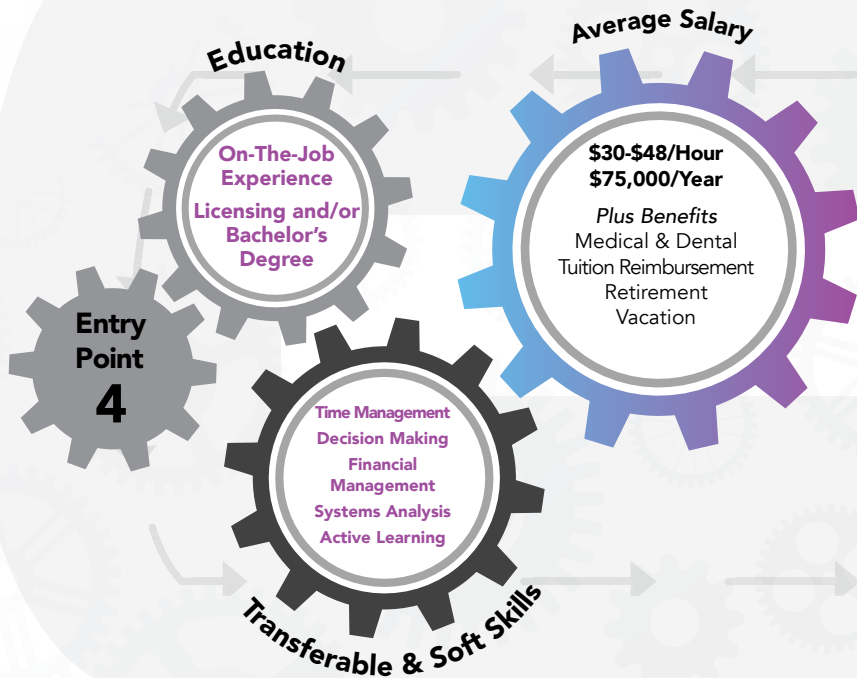 Education
On-The-Job
Experience
Licensing and/or
Bachelor's
Degree
Average Salary
$30-$48/Hour
$75,000/Year
Plus Benefits
Medical & Dental
Tuition Reimbursement
Retirement
Vacation
Entry
Point
4
Time Management
Decision Making
Financial
Management
Systems Analysis
Active Learning
Transferable & Soft Skills